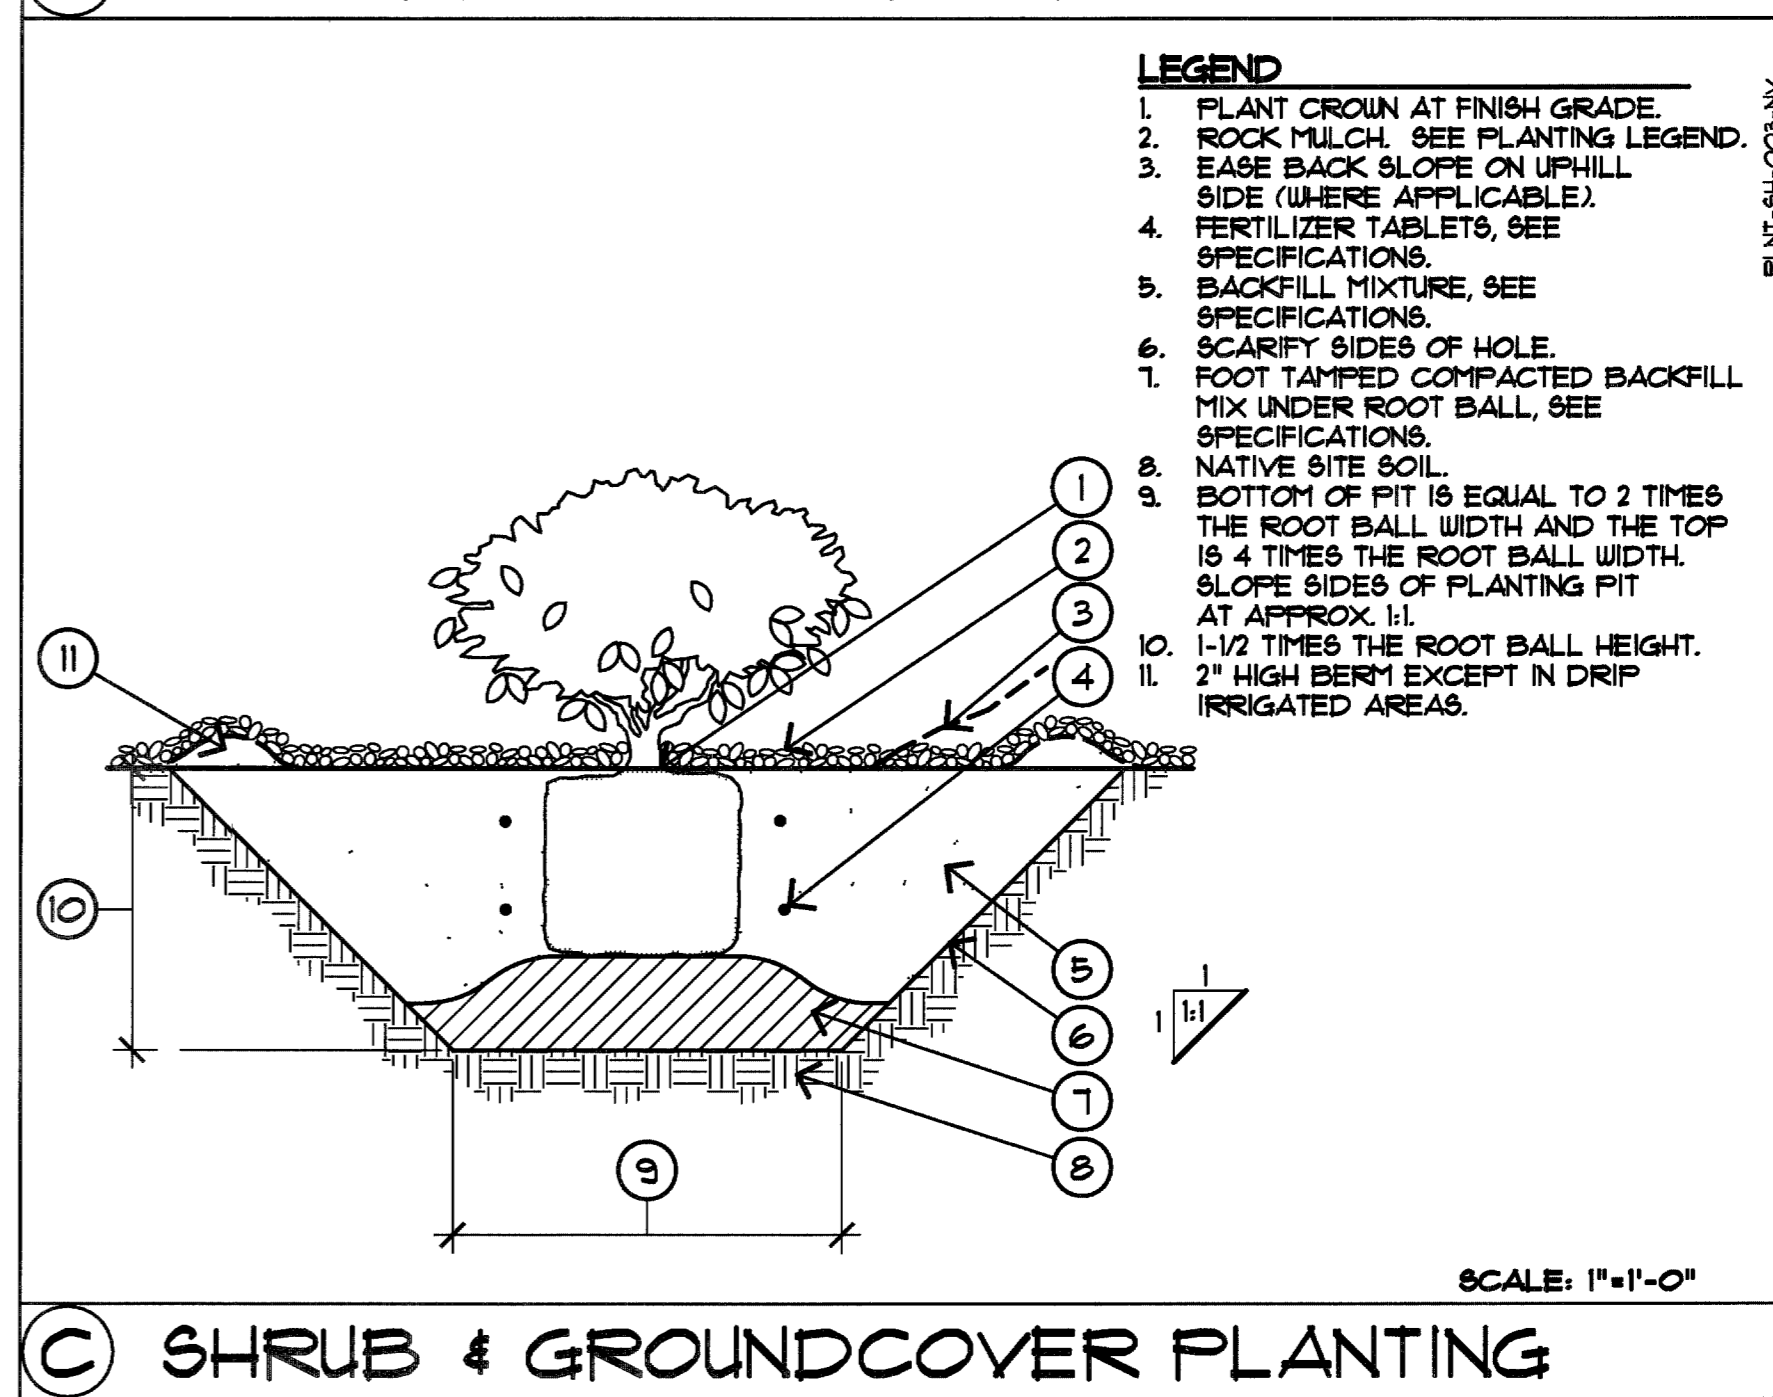 LEGEND
1. PLANT CROWN AT FINISH GRADE.
2. ROCK MULCH. SEE PLANTING LEGEND.
3. EASE BACK SLOPE ON UPHILL
SIDE (WHERE APPLICABLE).
4. FERTILIZER TABLETS, SEE
SPECIFICATIONS.
5. BACKFILL MIXTURE, SEE
SPECIFICATIONS.
6. SCARIFY SIDES OF HOLE.
7. FOOT TAMPED COMPACTED BACKFILL
MIX UNDER ROOT BALL, SEE
SPECIFICATIONS.
8. NATIVE SITE SOIL.
9. BOTTOM OF PIT IS EQUAL TO 2 TIMES
THE ROOT BALL WIDTH AND THE TOP
IS 4 TIMES THE ROOT BALL WIDTH.
SLOPE SIDES OF PLANTING PIT
AT APPROX. 1:1.
10. 1-1/2 TIMES THE ROOT BALL HEIGHT.
11. 2" HIGH BERM EXCEPT IN DRIP
IRRIGATED AREAS.
1
2
3
4
11
10
5
6
7
8
9
1
1 1:1
SCALE: 1"=1'-0"
C SHRUB & GROUNDCOVER PLANTING